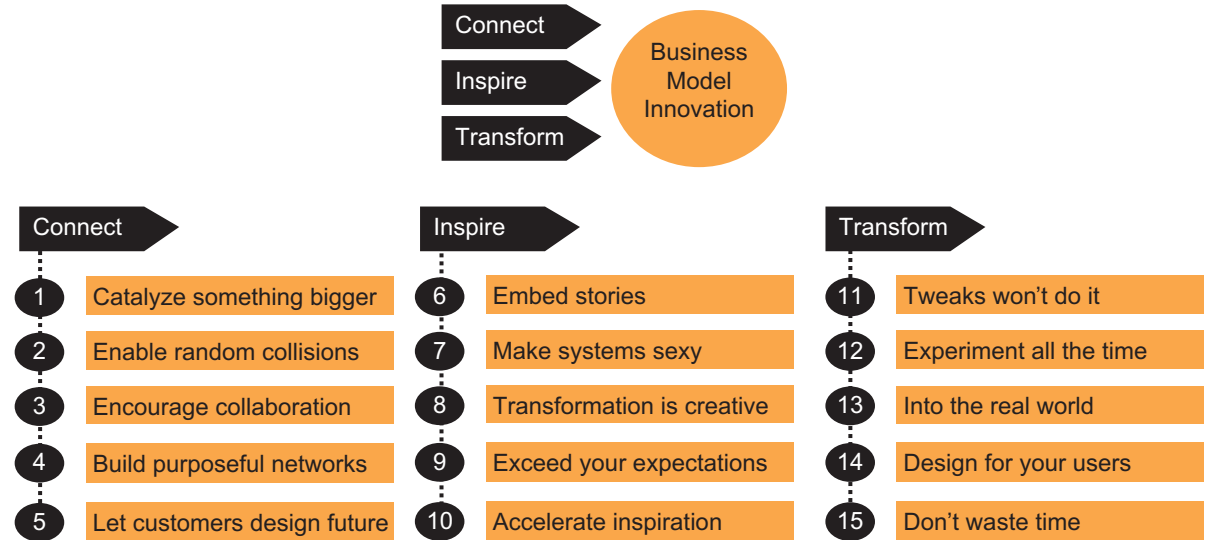 Connect
Inspire
Transform
Business
Model
Innovation
Connect
1 Catalyze something bigger
2 Enable random collisions
3 Encourage collaboration
4 Build purposeful networks
5 Let customers design future
Inspire
6 Embed stories
7 Make systems sexy
8 Transformation is creative
9 Exceed your expectations
10 Accelerate inspiration
Transform
11 Tweaks won't do it
12 Experiment all the time
13 Into the real world
14 Design for your users
15 Don't waste time